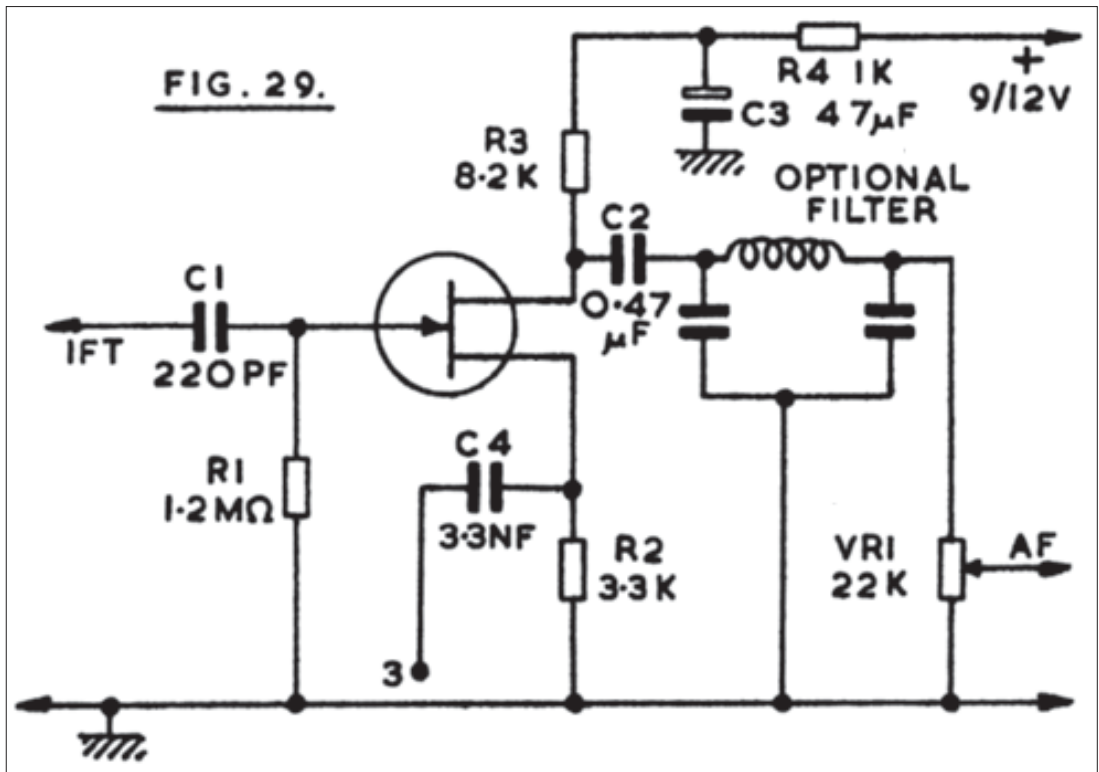 FIG. 29.
R4 1K
+
9/12V
C3 47µF
R3
8·2K
OPTIONAL
FILTER
C2
0·47
µF
C1
IFT
220PF
C4
3·3NF
R1
1·2MΩ
R2
3·3K
VR1
22K
AF
3